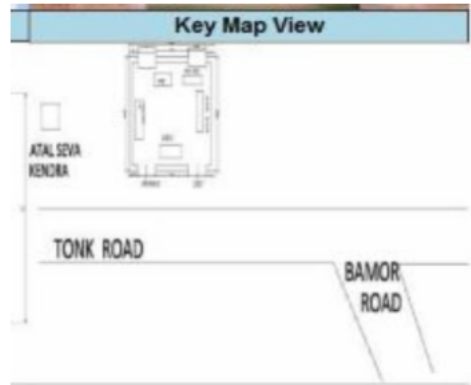 Key Map View
ATAL SEVA
KENDRA
TONK ROAD
BAMOR
ROAD